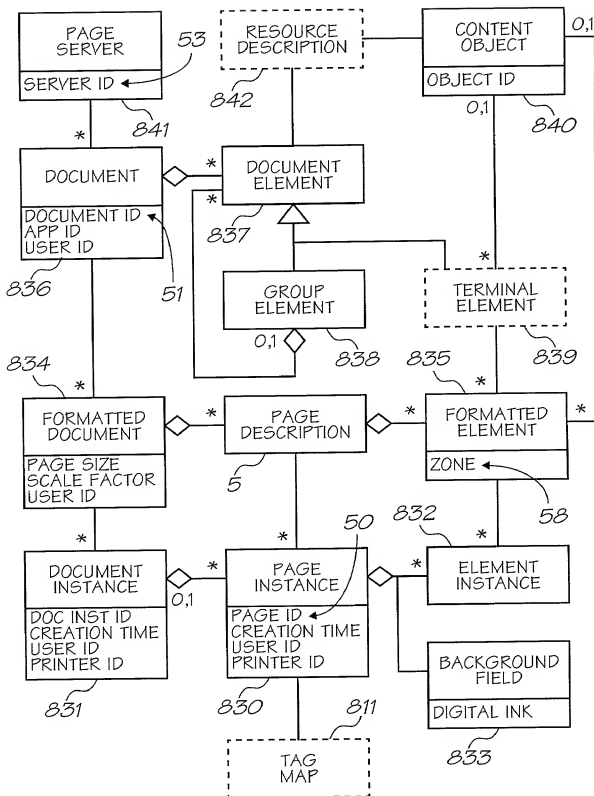 PAGE
SERVER
SERVER ID
53
841
*
RESOURCE
DESCRIPTION
842
CONTENT
OBJECT
OBJECT ID
0,1
0,1
840
DOCUMENT
DOCUMENT ID
APP ID
USER ID
836
51
*
DOCUMENT
ELEMENT
*
837
GROUP
ELEMENT
0,1
838
*
TERMINAL
ELEMENT
839
834
*
FORMATTED
DOCUMENT
PAGE SIZE
SCALE FACTOR
USER ID
*
PAGE
DESCRIPTION
5
*
835
*
FORMATTED
ELEMENT
*
ZONE
58
*
DOCUMENT
INSTANCE
0,1
DOC INST ID
CREATION TIME
USER ID
PRINTER ID
831
*
*
50
PAGE
INSTANCE
PAGE ID
CREATION TIME
USER ID
PRINTER ID
830
*
832
*
ELEMENT
INSTANCE
BACKGROUND
FIELD
DIGITAL INK
833
811
TAG
MAP